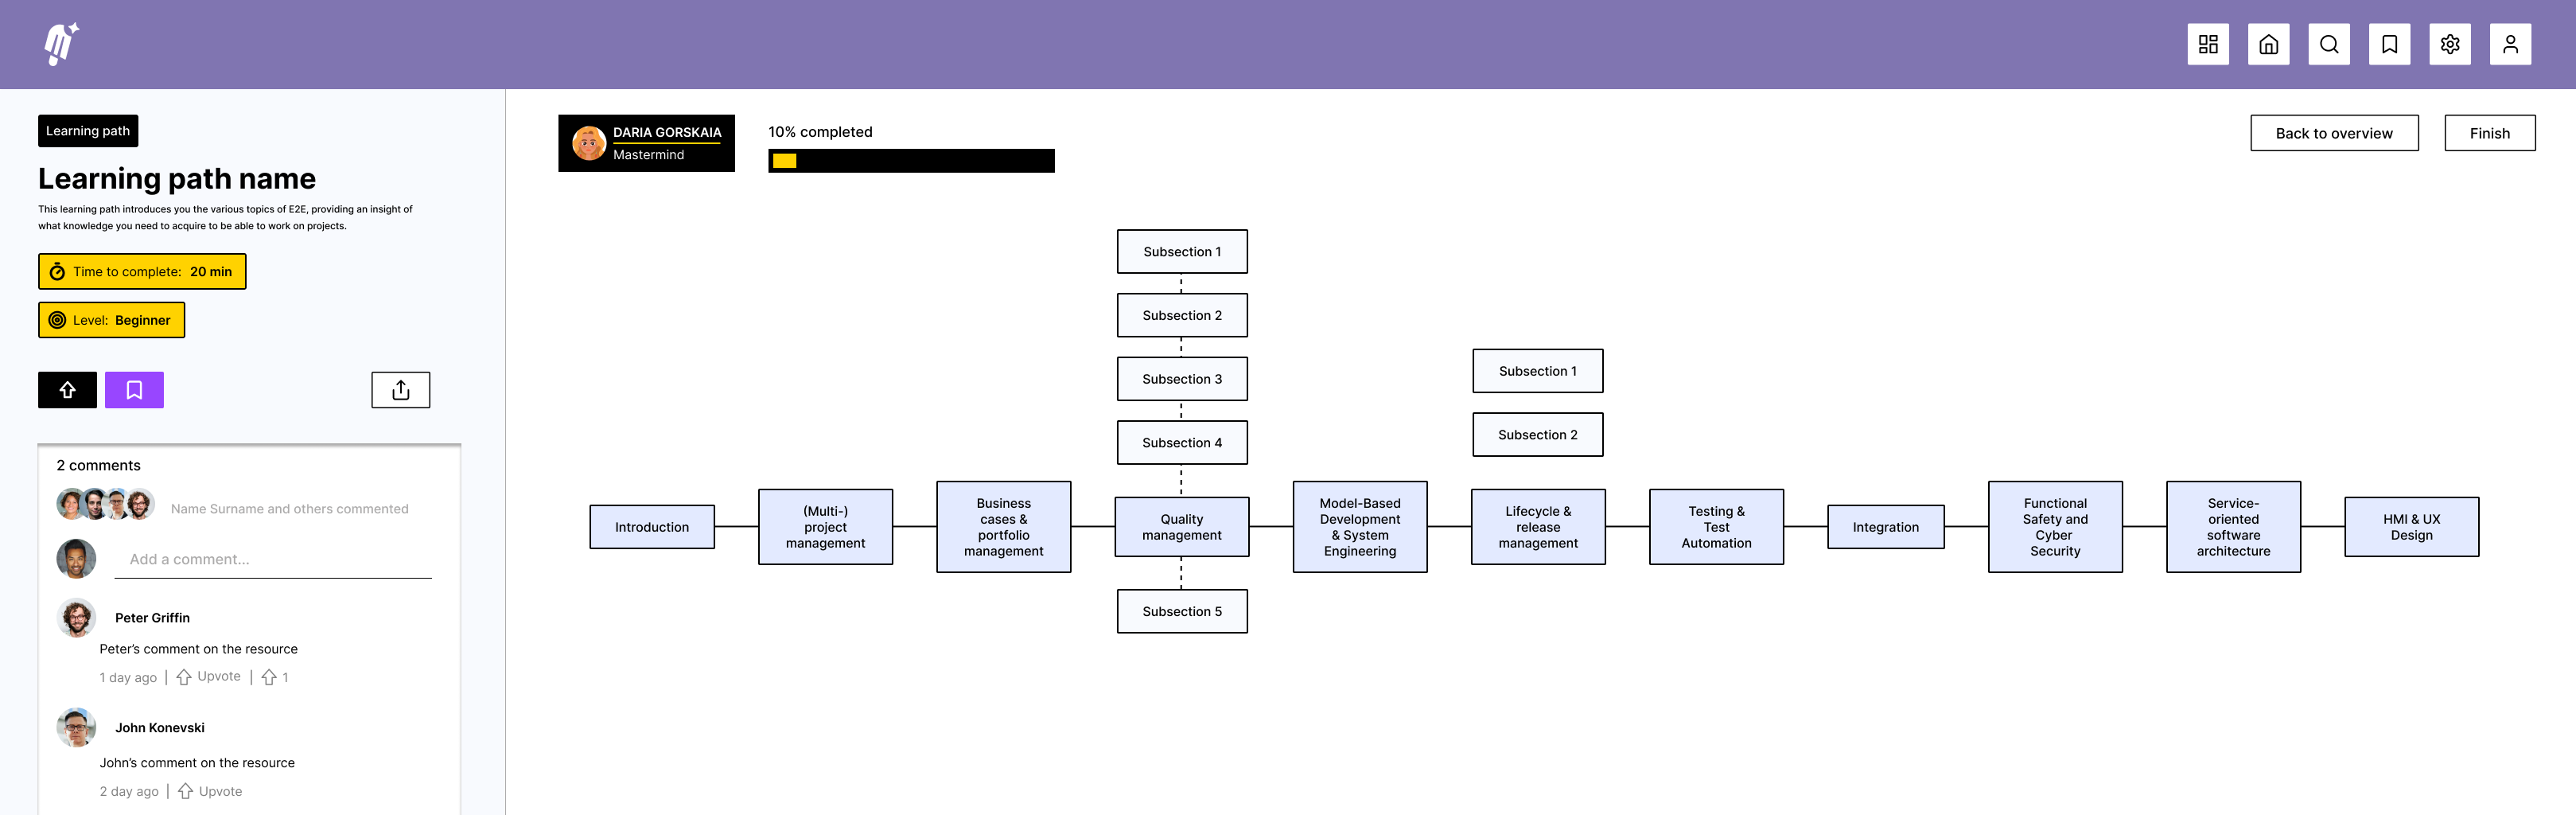 Learning path
Learning path name
This learning path introduces you the various topics of E2E, providing an insight of
what knowledge you need to acquire to be able to work on projects.
Time to complete: 20 min
Level: Beginner
2 comments
Name Surname and others commented
Add a comment...
Peter Griffin
Peter’s comment on the resource
1 day ago | Upvote | 1
John Konevski
John’s comment on the resource
2 day ago | Upvote
DARIA GORSKAIA
Mastermind
10% completed
Back to overview
Finish
Subsection 1
Subsection 2
Subsection 3
Subsection 4
Subsection 1
Subsection 2
Introduction
(Multi-)
project
management
Business
cases &
portfolio
management
Quality
management
Model-Based
Development
& System
Engineering
Lifecycle &
release
management
Testing &
Test
Automation
Integration
Functional
Safety and
Cyber
Security
Service-
oriented
software
architecture
HMI & UX
Design
Subsection 5